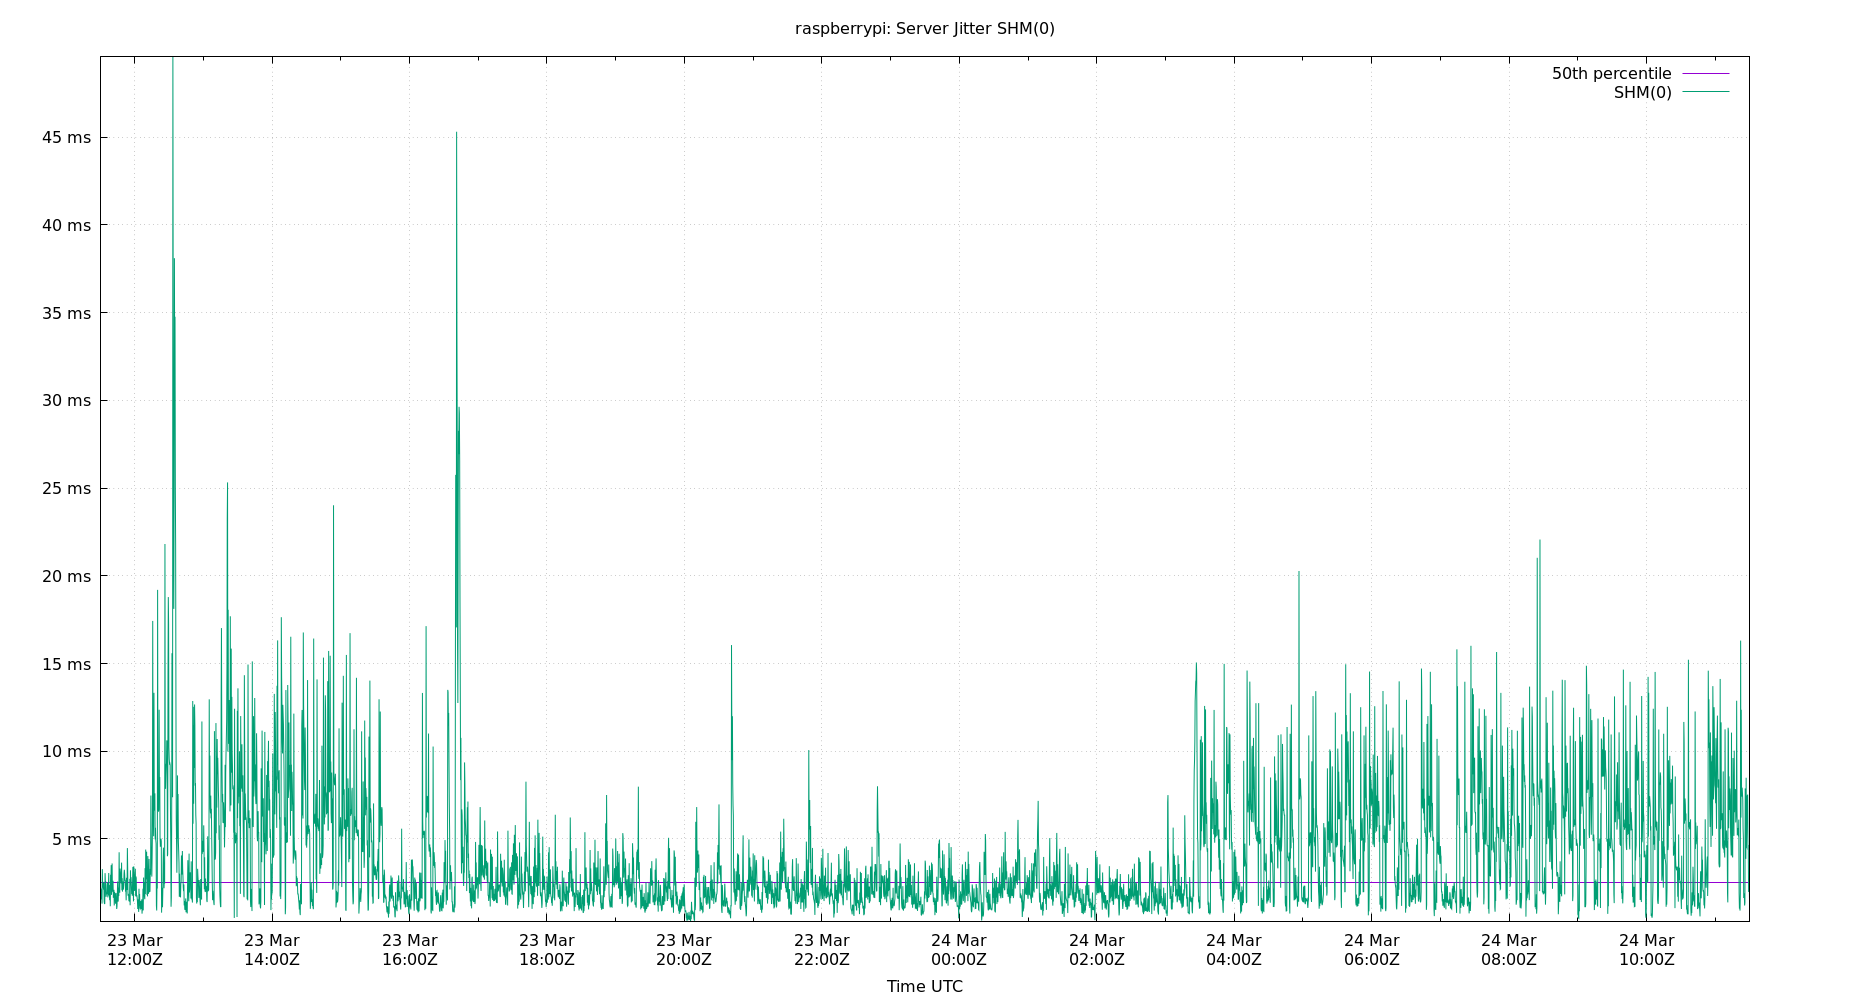 raspberrypi: Server Jitter SHM(0)
50th percentile
SHM(0)
45 ms
40 ms
35 ms
30 ms
25 ms
20 ms
15 ms
10 ms
5 ms
23 Mar 23 Mar 23 Mar 23 Mar 23 Mar 23 Mar 24 Mar 24 Mar 24 Mar 24 Mar 24 Mar 24 Mar
12:00Z 14:00Z 16:00Z 18:00Z 20:00Z 22:00Z 00:00Z 02:00Z 04:00Z 06:00Z 08:00Z 10:00Z
Time UTC